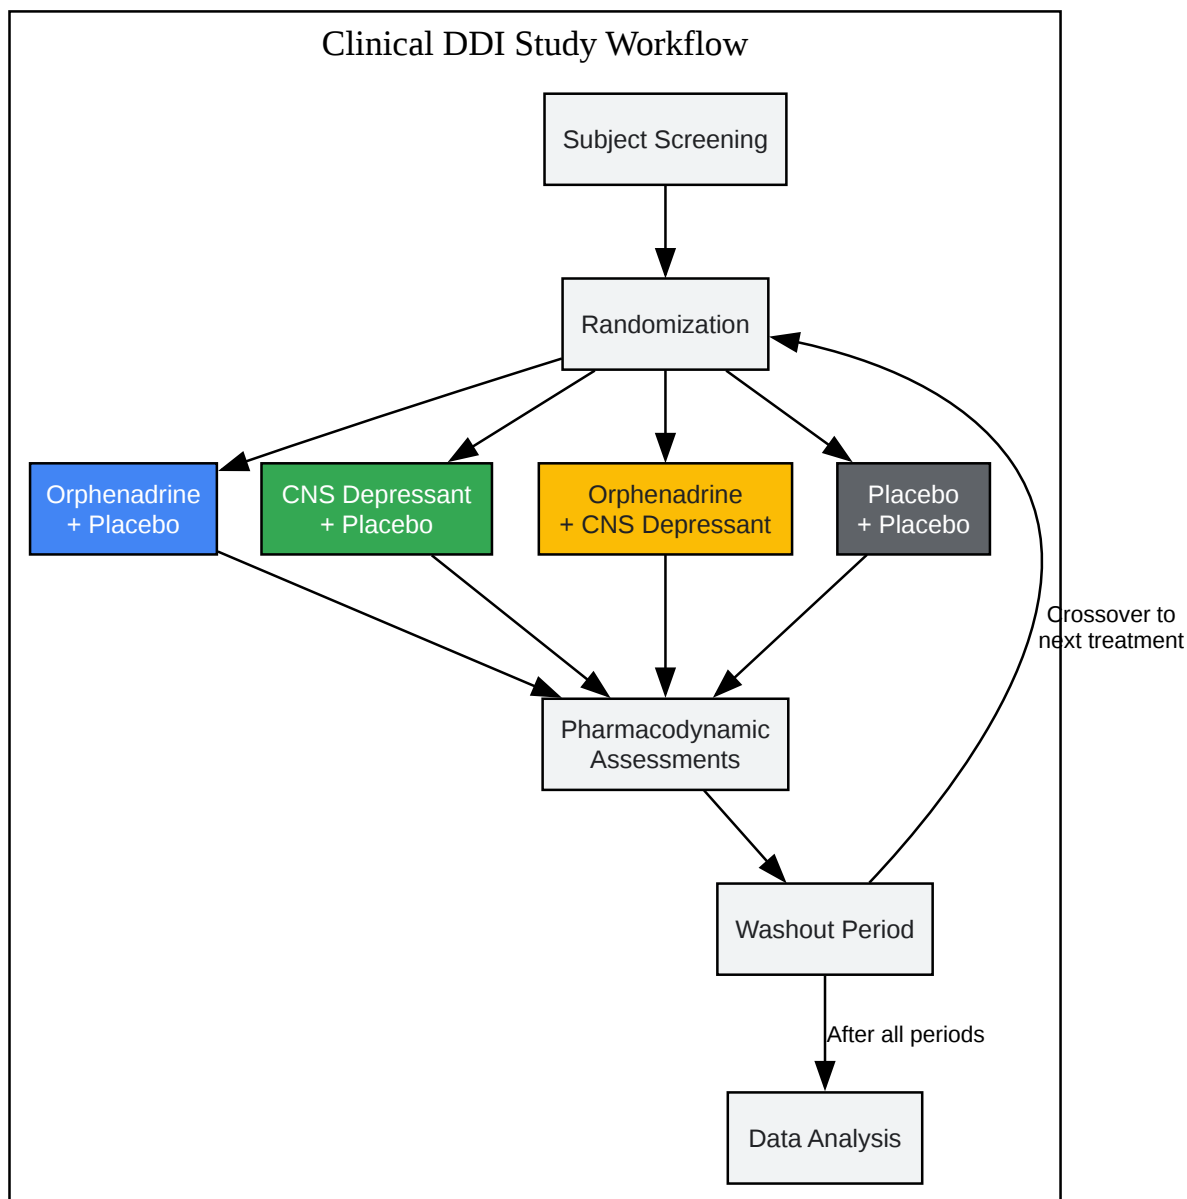 Clinical DDI Study Workflow
Subject Screening
Randomization
Orphenadrine
+ Placebo
CNS Depressant
+ Placebo
Orphenadrine
+ CNS Depressant
Placebo
+ Placebo
Crossover to
next treatment
Pharmacodynamic
Assessments
Washout Period
After all periods
Data Analysis